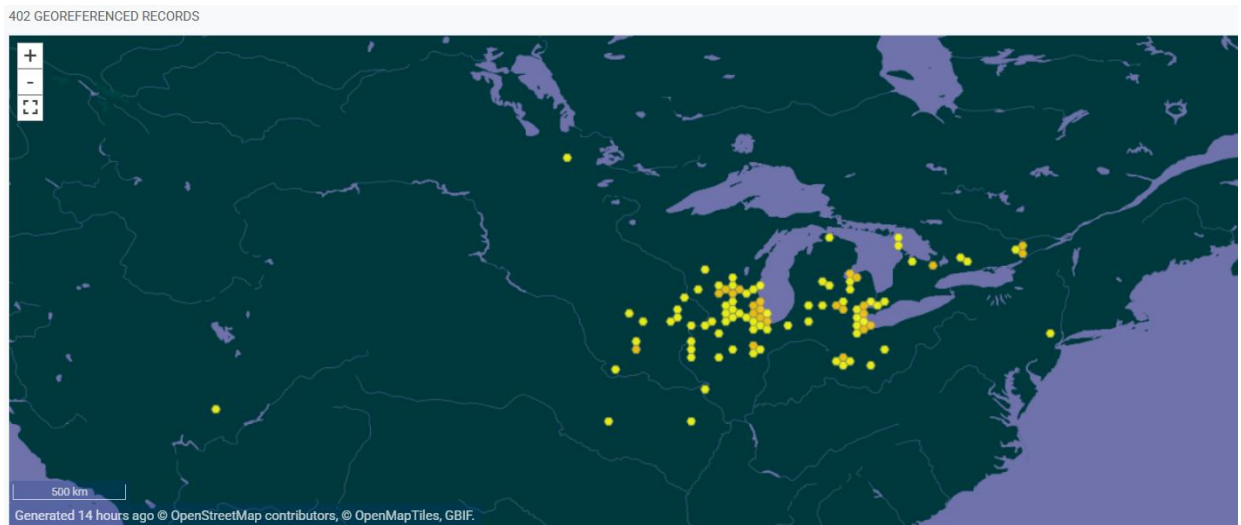 402 GEOREFERENCED RECORDS
+
-
500 km
Generated 14 hours ago © OpenStreetMap contributors, © OpenMapTiles, GBIF.